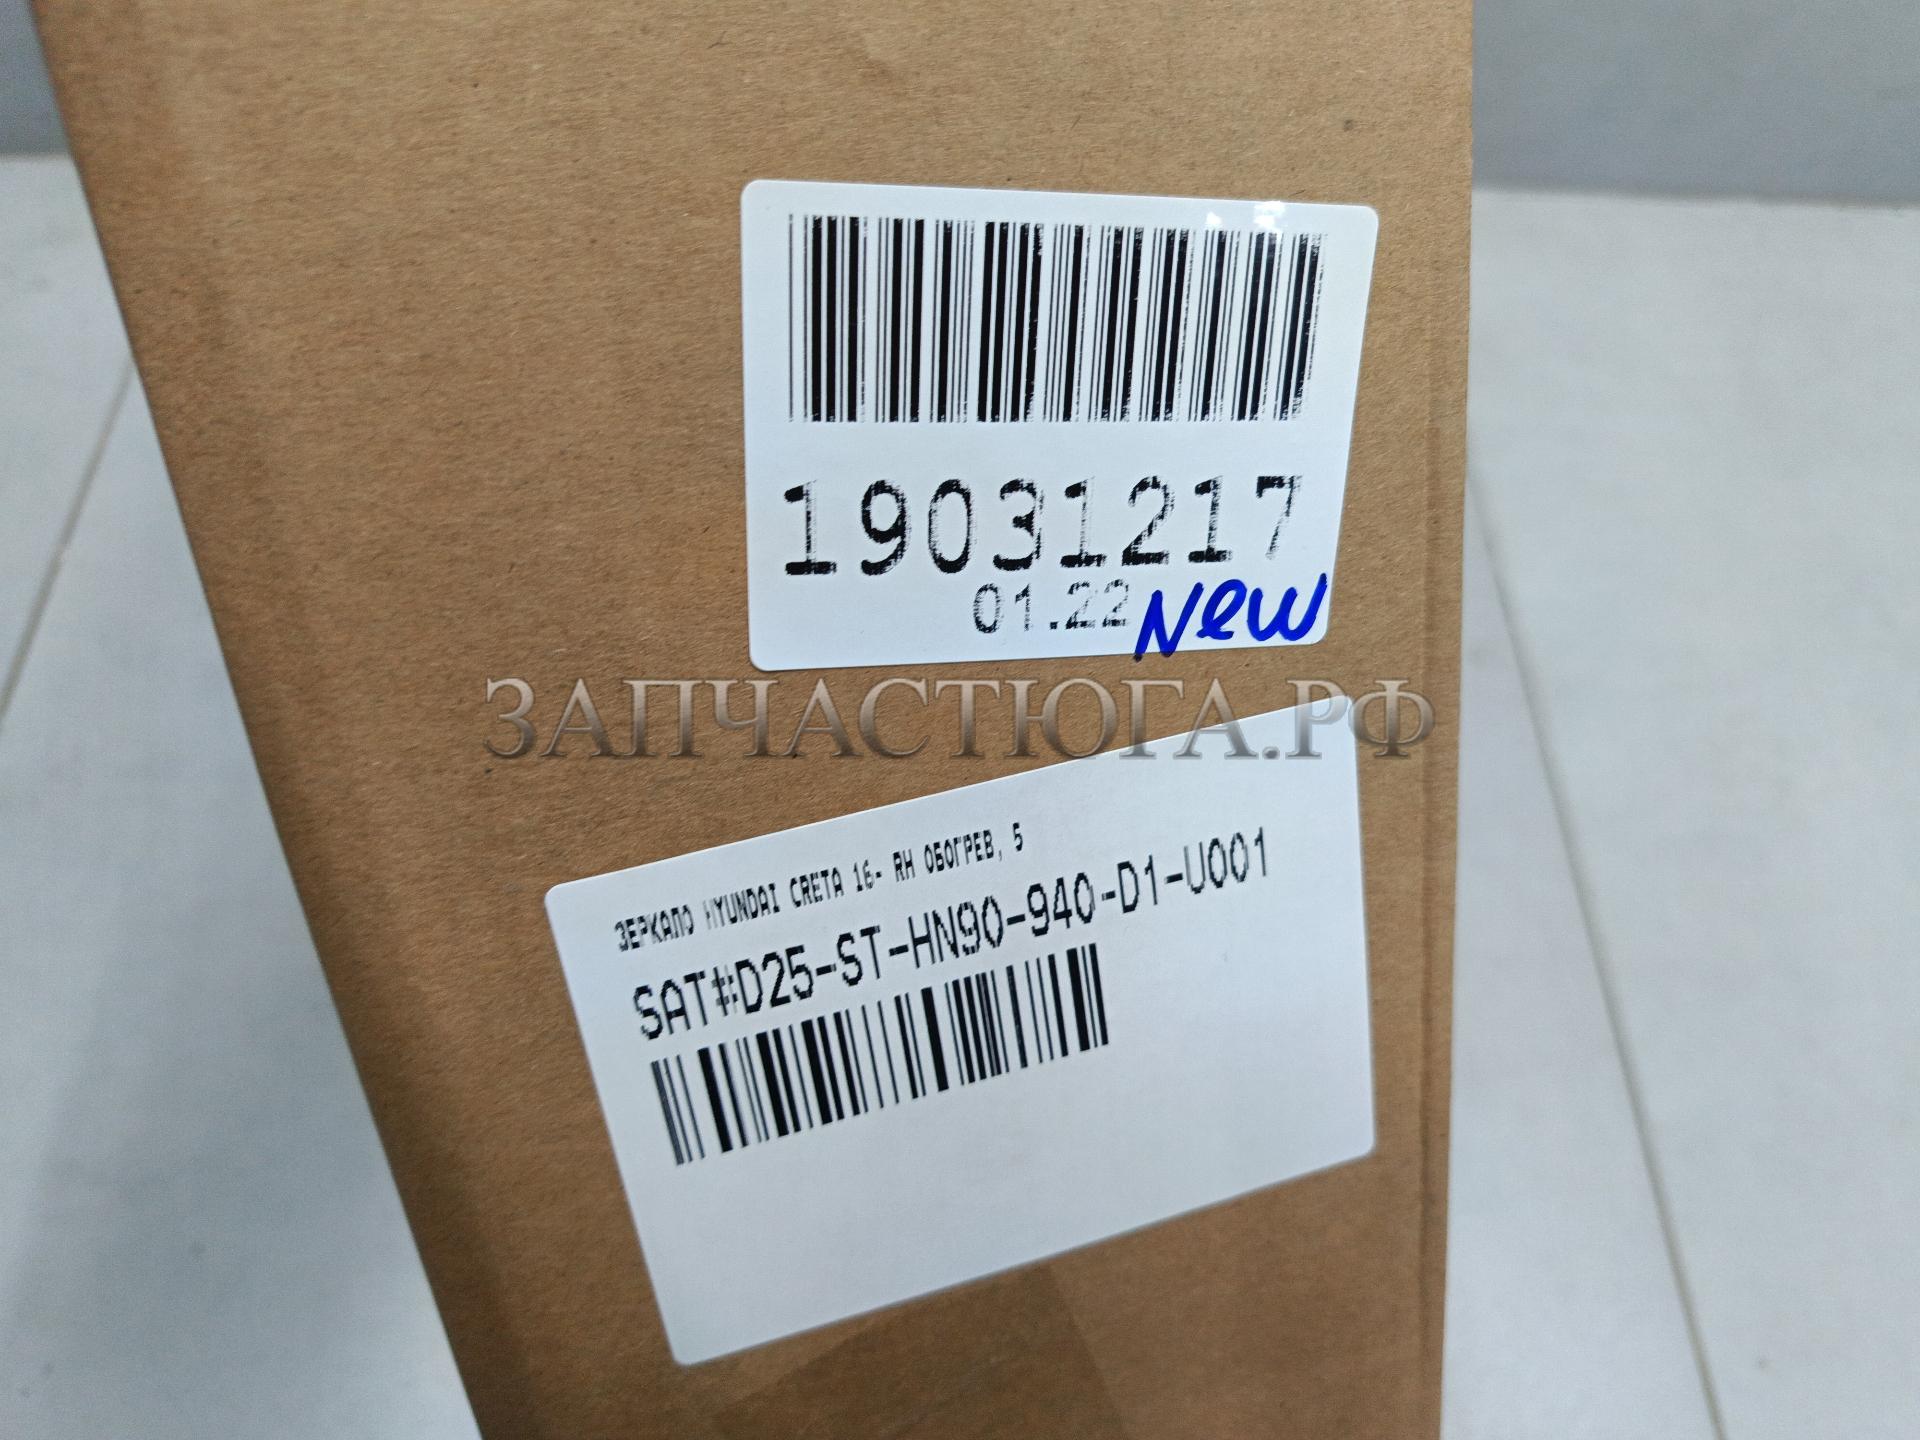 19031217
01.22 New
ЗАПЧАСТЮГА.РФ
ЗЕРКАЛО HYUNDAI CRETA 16- RH ОБОГРЕВ, 5
SAT#D25-ST-HN90-940-D1-U001